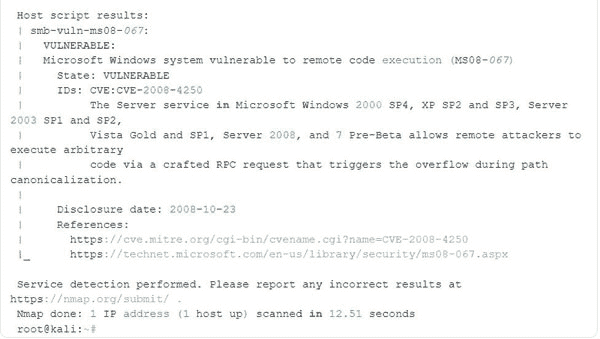 Host script results:
| smb-vuln-ms08-067:
|   VULNERABLE:
|   Microsoft Windows system vulnerable to remote code execution (MS08-067)
|     State: VULNERABLE
|     IDs: CVE:CVE-2008-4250
|           The Server service in Microsoft Windows 2000 SP4, XP SP2 and SP3, Server
2003 SP1 and SP2,
|           Vista Gold and SP1, Server 2008, and 7 Pre-Beta allows remote attackers to
execute arbitrary
|           code via a crafted RPC request that triggers the overflow during path
canonicalization.
|
|     Disclosure date: 2008-10-23
|     References:
|       https://cve.mitre.org/cgi-bin/cvename.cgi?name=CVE-2008-4250
|_      https://technet.microsoft.com/en-us/library/security/ms08-067.aspx

Service detection performed. Please report any incorrect results at
https://nmap.org/submit/ .
Nmap done: 1 IP address (1 host up) scanned in 12.51 seconds
root@kali:~#